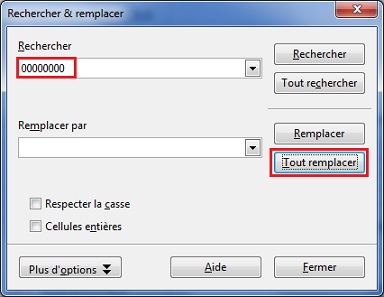 Rechercher & remplacer
Rechercher
00000000
Rechercher
Tout rechercher
Remplacer par
Remplacer
Tout remplacer
Respecter la casse
Cellules entières
Plus d'options
Aide
Fermer